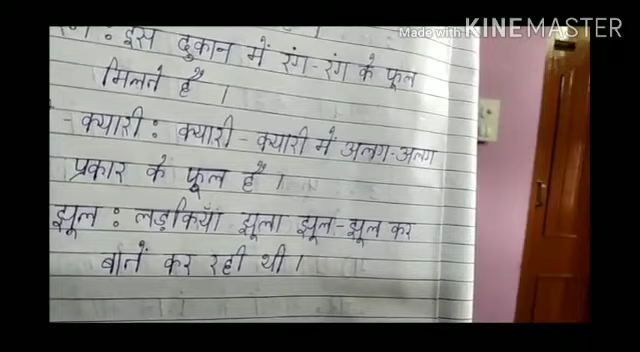 Made with KINEMASTER
: इस दुकान में रंग-रंग के फूल
मिलते है ।
- क्यारी : क्यारी - क्यारी में अलग-अलग
प्रकार के फूल है ।
झूल : लड़कियाँ झूला झूल-झूल कर
बातें कर रही थी ।